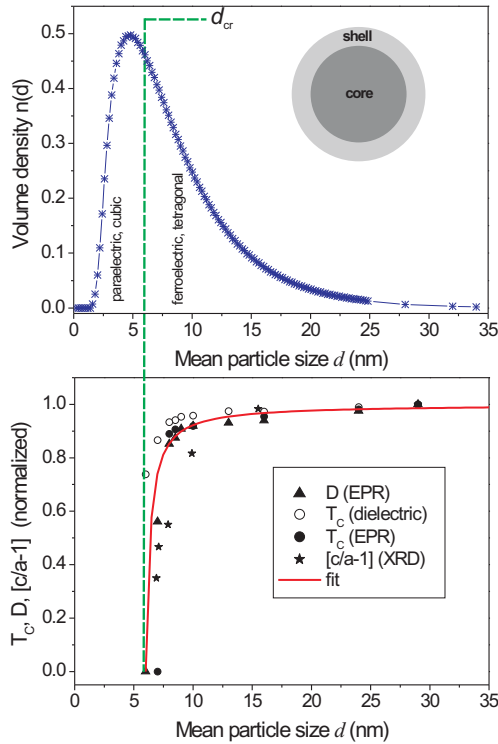 d_cr
shell
core
Volume density n(d)
paraelectric, cubic
ferroelectric, tetragonal
0.5
0.4
0.3
0.2
0.1
0.0
0 5 10 15 20 25 30 35
Mean particle size d (nm)
T_C, D, [c/a-1] (normalized)
1.0
0.8
0.6
0.4
0.2
0.0
D (EPR)
T_C (dielectric)
T_C (EPR)
[c/a-1] (XRD)
fit
0 5 10 15 20 25 30 35
Mean particle size d (nm)